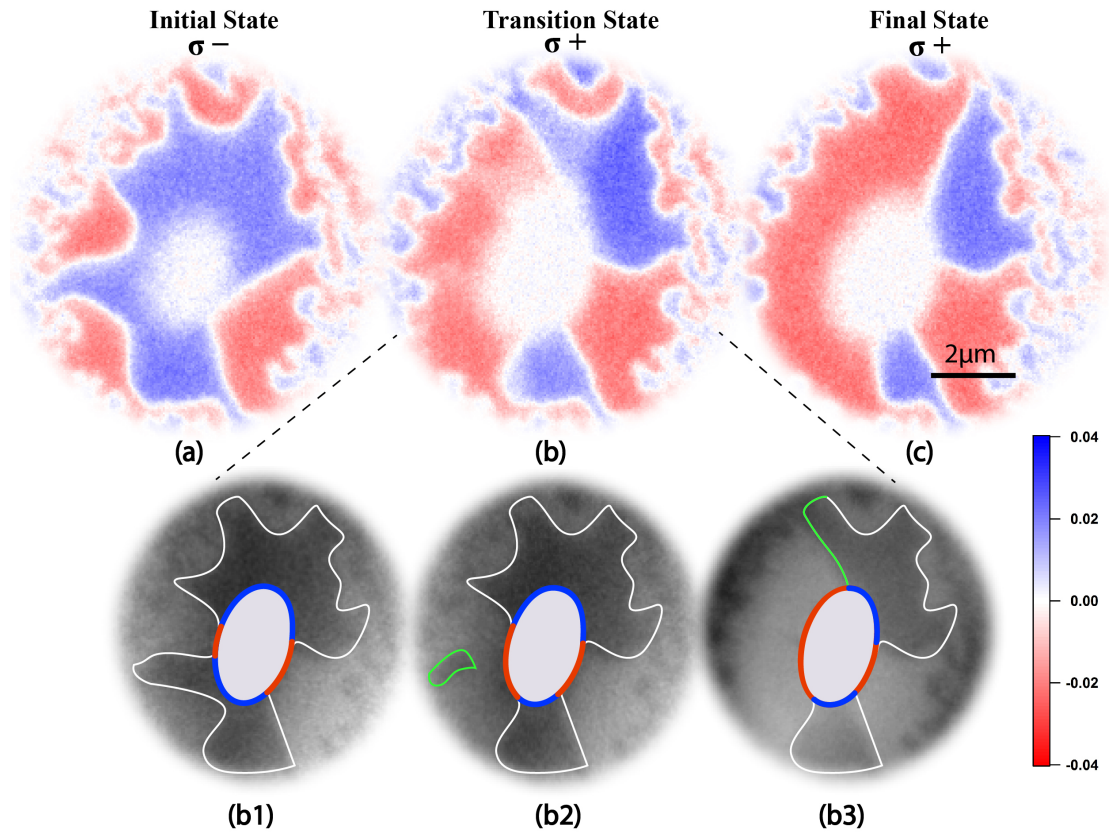 Initial State
σ −
Transition State
σ +
Final State
σ +
2μm
(a)
(b)
(c)
0.04
0.02
0.00
-0.02
-0.04
(b1)
(b2)
(b3)